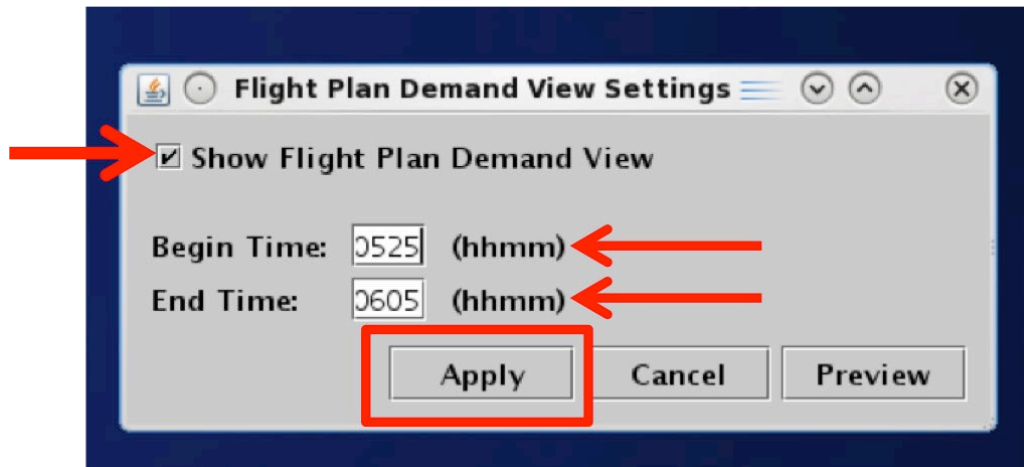 Flight Plan Demand View Settings
Show Flight Plan Demand View
Begin Time: 0525 (hhmm)
End Time: 0605 (hhmm)
Apply Cancel Preview